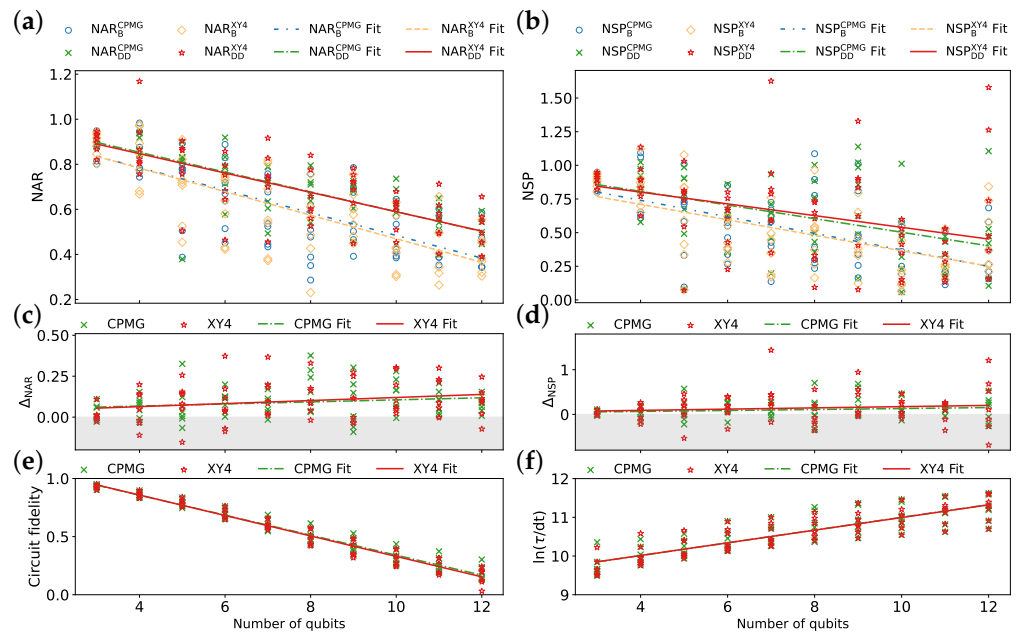 (a)
NAR_B^CPMG NAR_B^XY4 NAR_B^CPMG Fit NAR_B^XY4 Fit
NAR_DD^CPMG NAR_DD^XY4 NAR_DD^CPMG Fit NAR_DD^XY4 Fit
1.2
1.0
0.8
0.6
0.4
0.2
NAR
(b)
NSP_B^CPMG NSP_B^XY4 NSP_B^CPMG Fit NSP_B^XY4 Fit
NSP_DD^CPMG NSP_DD^XY4 NSP_DD^CPMG Fit NSP_DD^XY4 Fit
1.50
1.25
1.00
0.75
0.50
0.25
0.00
NSP
(c)
CPMG XY4 CPMG Fit XY4 Fit
0.50
0.25
0.00
Δ_NAR
(d)
CPMG XY4 CPMG Fit XY4 Fit
1
0
Δ_NSP
(e)
CPMG XY4 CPMG Fit XY4 Fit
1.0
0.5
0.0
Circuit fidelity
4 6 8 10 12
Number of qubits
(f)
CPMG XY4 CPMG Fit XY4 Fit
12
11
10
9
ln(τ/dt)
4 6 8 10 12
Number of qubits